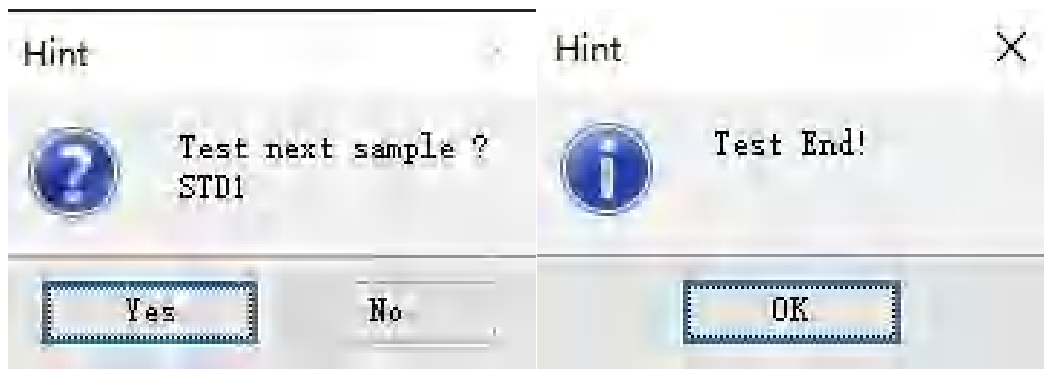 Hint
Test next sample ?
STD1
Yes
No
Hint
Test End!
OK